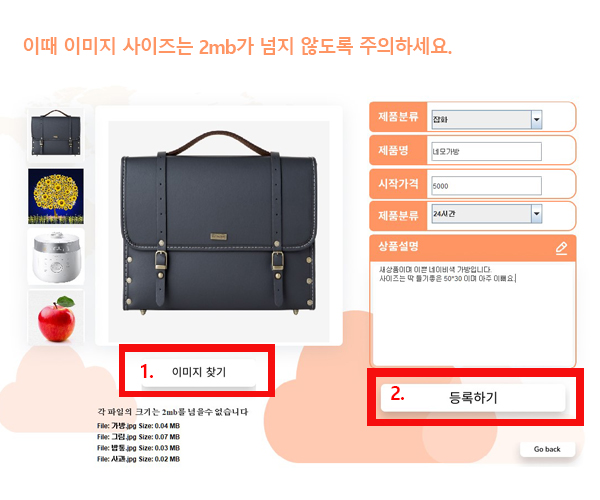 이때 이미지 사이즈는 2mb가 넘지 않도록 주의하세요.
제품분류
잡화
제품명
네모가방
시작가격
5000
제품분류
24시간
상품설명
새상품이며 이쁜 네이비색 가방입니다.
사이즈는 딱 들기좋은 50*30 이며 아주 이뻐요
1.
이미지 찾기
2.
등록하기
각 파일의 크기는 2mb를 넘을수 없습니다
File: 가방.jpg Size: 0.04 MB
File: 그림.jpg Size: 0.07 MB
File: 밥통.jpg Size: 0.03 MB
File: 사과.jpg Size: 0.02 MB
Go back